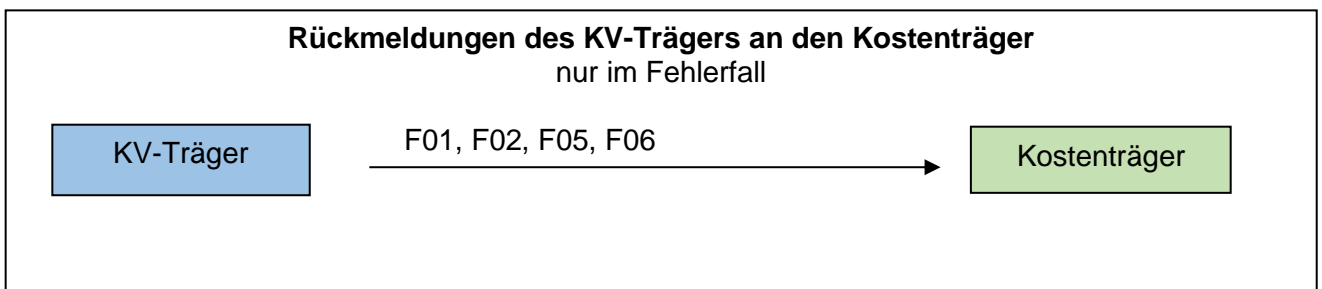 Rückmeldungen des KV-Trägers an den Kostenträger
nur im Fehlerfall
KV-Träger
F01, F02, F05, F06
Kostenträger